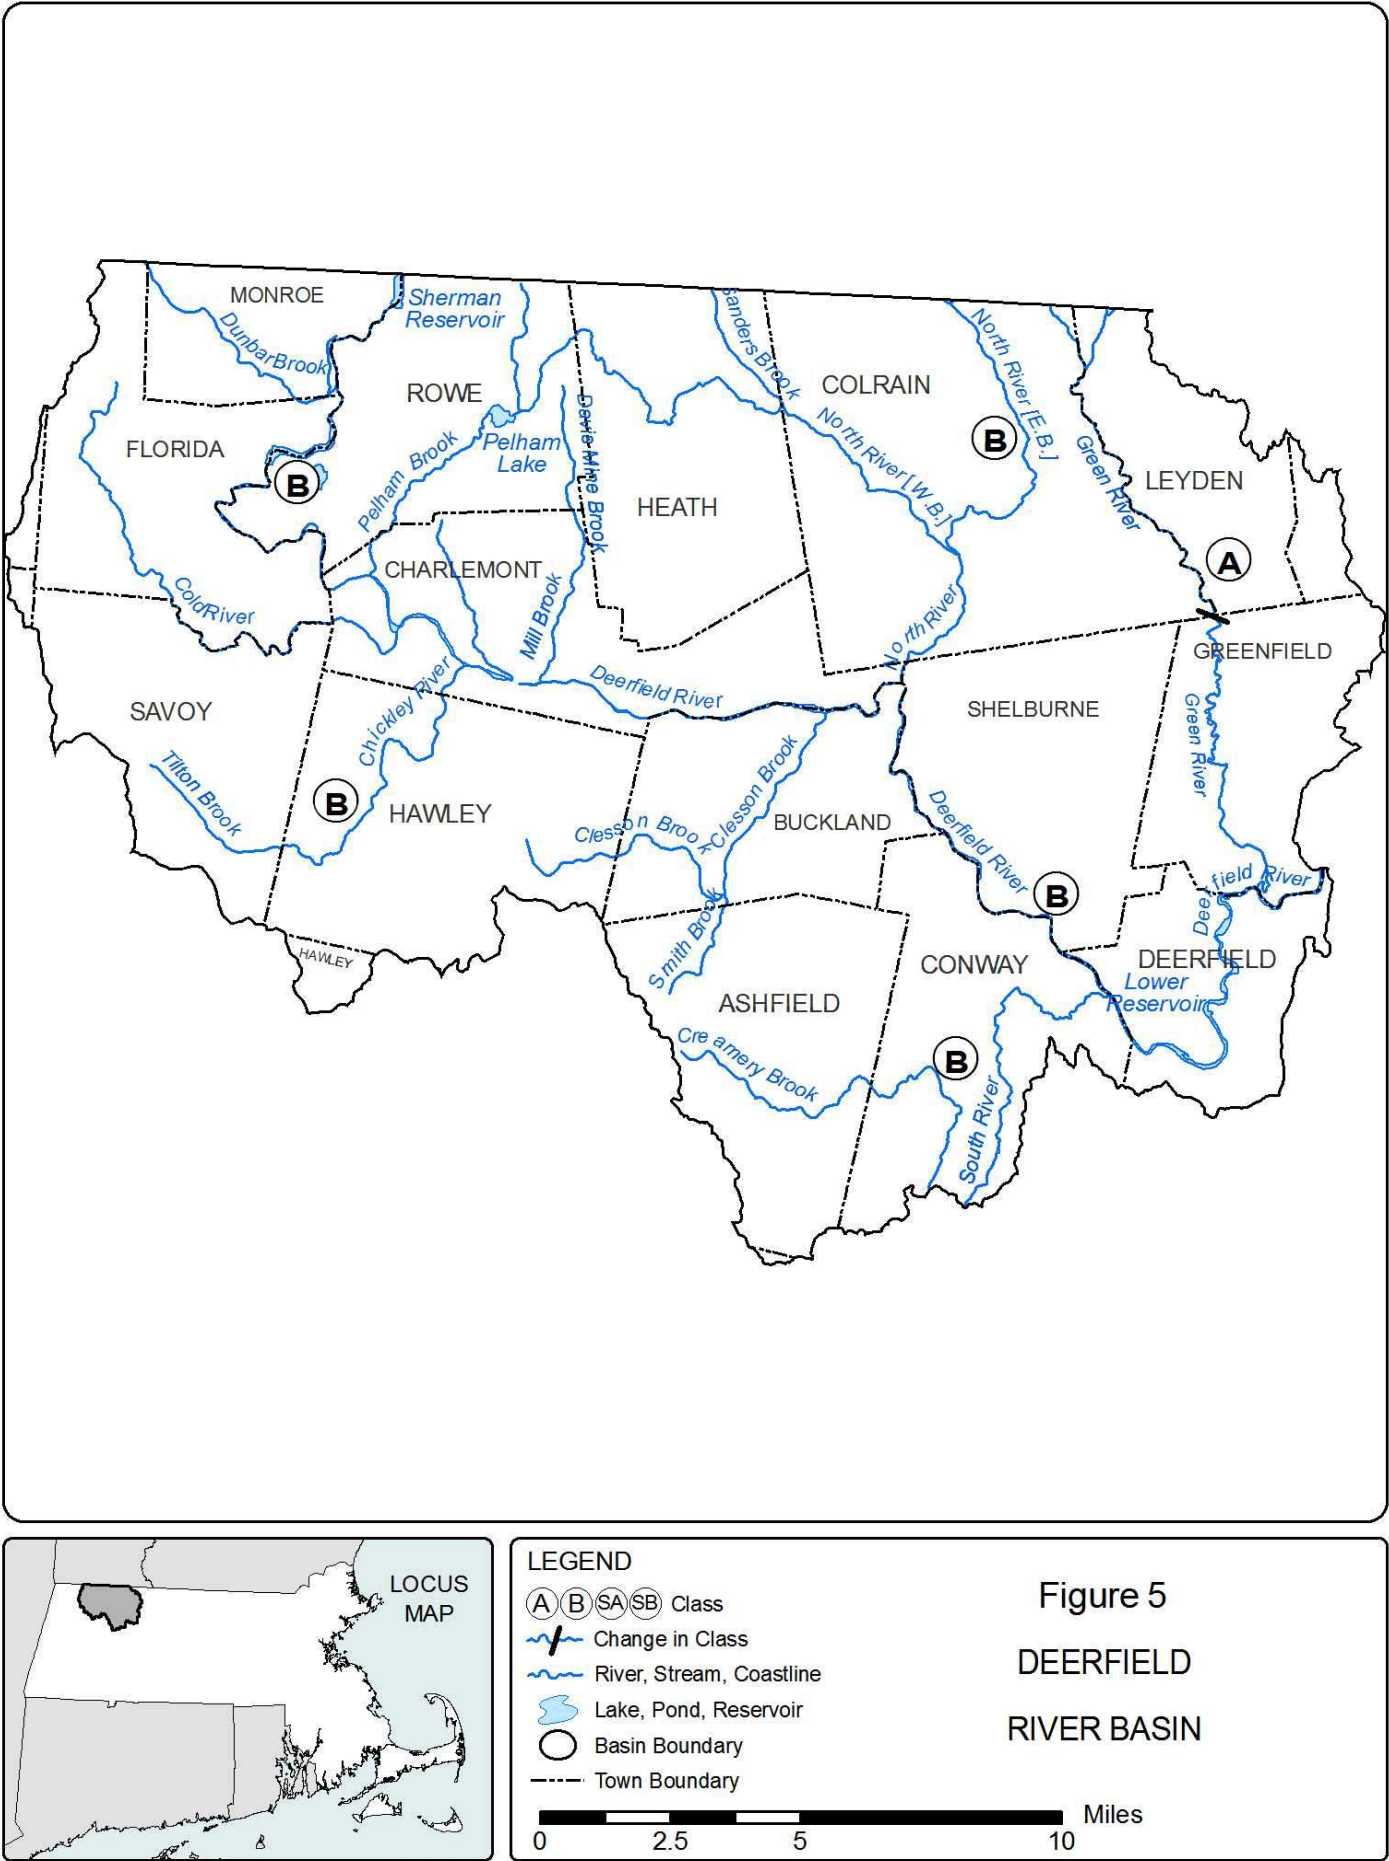 MONROE
Sherman
Reservoir
Dunbar Brook
ROWE
COLRAIN
Sanders Brook
North River [E.B.]
FLORIDA
Pelham Brook
Pelham
Lake
Davis Mine Brook
North River [W.B.]
B
Green River
LEYDEN
B
HEATH
A
CHARLEMONT
Cold River
Mill Brook
North River
GREENFIELD
Chickley River
Deerfield River
SAVOY
SHELBURNE
Green River
Tilton Brook
B
HAWLEY
Clesson Brook
Clesson Brook
BUCKLAND
Deerfield River
B
Deerfield River
Smith Brook
HAWLEY
CONWAY
DEERFIELD
Lower
Reservoir
ASHFIELD
Creamery Brook
B
South River
LOCUS
MAP
LEGEND
A B SA SB Class
Change in Class
River, Stream, Coastline
Lake, Pond, Reservoir
Basin Boundary
Town Boundary
Miles
0 2.5 5 10
Figure 5
DEERFIELD
RIVER BASIN